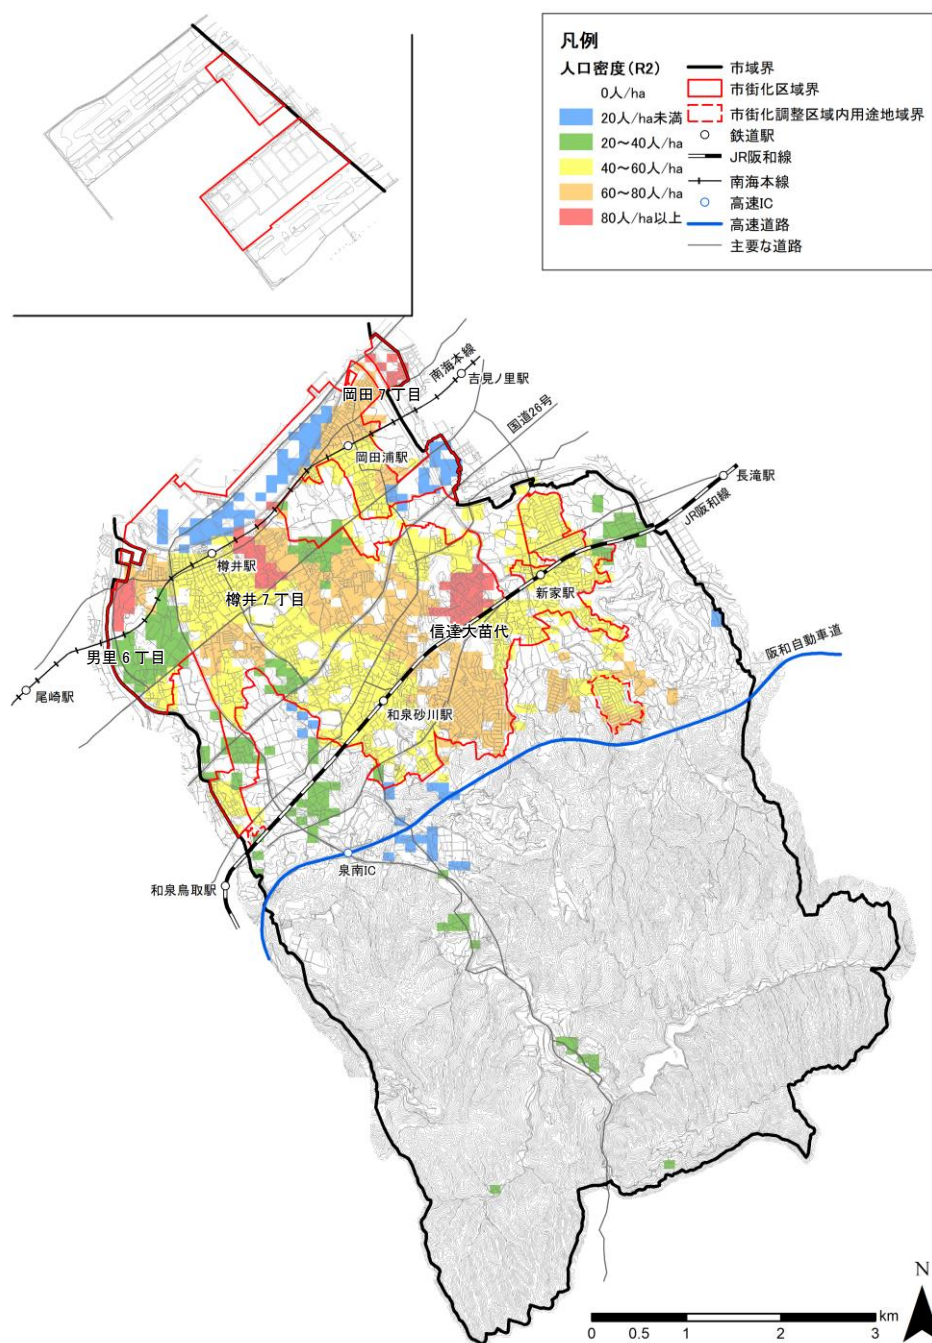 凡例
人口密度(R2)
0人/ha
20人/ha未満
20～40人/ha
40～60人/ha
60～80人/ha
80人/ha以上
市域界
市街化区域界
市街化調整区域内用途地域界
鉄道駅
JR阪和線
南海本線
高速IC
高速道路
主要な道路
南海本線
吉見ノ里駅
岡田7丁目
国道26号
岡田浦駅
長滝駅
JR阪和線
樽井駅
新家駅
樽井7丁目
信達大苗代
男里6丁目
阪和自動車道
尾崎駅
和泉砂川駅
泉南IC
和泉鳥取駅
N
km
0 0.5 1 2 3